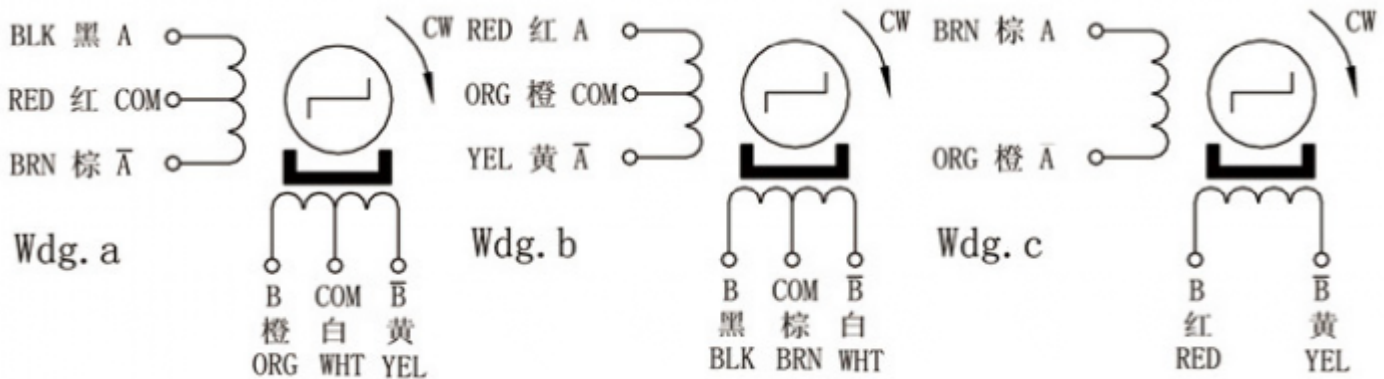 BLK 黑 A
RED 红 COM
BRN 棕 A̅
CW
Wdg.a
B COM B̅
橙 白 黄
ORG WHT YEL
RED 红 A
ORG 橙 COM
YEL 黄 A̅
CW
Wdg.b
B COM B̅
黑 棕 白
BLK BRN WHT
BRN 棕 A
ORG 橙 A̅
CW
Wdg.c
B B̅
红 黄
RED YEL